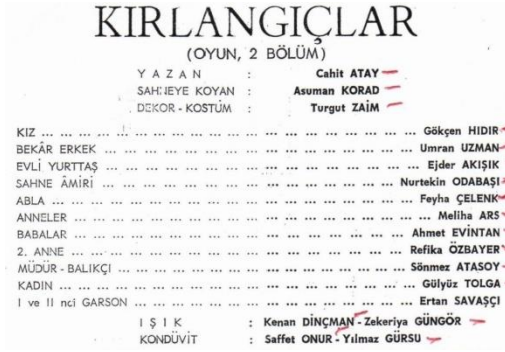 KIRLANGIÇLAR
(OYUN, 2 BÖLÜM)
YAZAN : Cahit ATAY
SAHNEYE KOYAN : Asuman KORAD
DEKOR - KOSTÜM : Turgut ZAİM
KIZ ... Gökçen HIDIR
BEKÂR ERKEK ... Umran UZMAN
EVLİ YURTTAŞ ... Ejder AKIŞIK
SAHNE ÂMİRİ ... Nurtekin ODABAŞI
ABLA ... Feyha ÇELENK
ANNELER ... Meliha ARS
BABALAR ... Ahmet EVİNTAN
2. ANNE ... Refika ÖZBAYER
MÜDÜR - BALIKÇI ... Sönmez ATASOY
KADIN ... Gülyüz TOLGA
I ve II nci GARSON ... Ertan SAVAŞÇI
IŞIK : Kenan DİNÇMAN - Zekeriya GÜNGÖR
KONDÜVİT : Saffet ONUR - Yılmaz GÜRSU